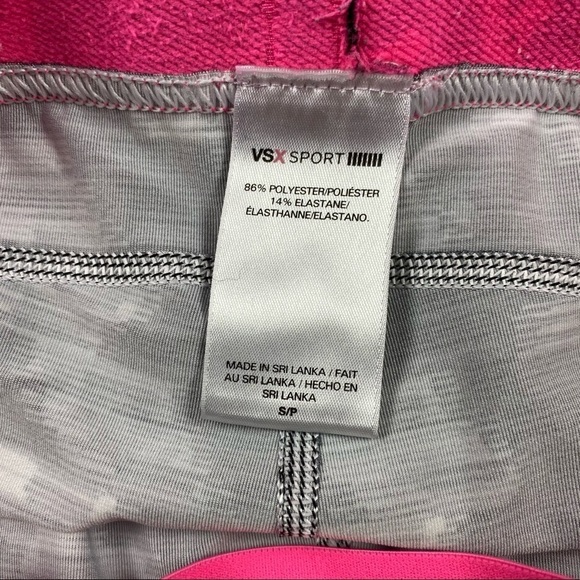 VSX SPORT
86% POLYESTER/POLIÉSTER
14% ELASTANE/
ÉLASTHANNE/ELASTANO.
MADE IN SRI LANKA / FAIT
AU SRI LANKA / HECHO EN
SRI LANKA
S/P